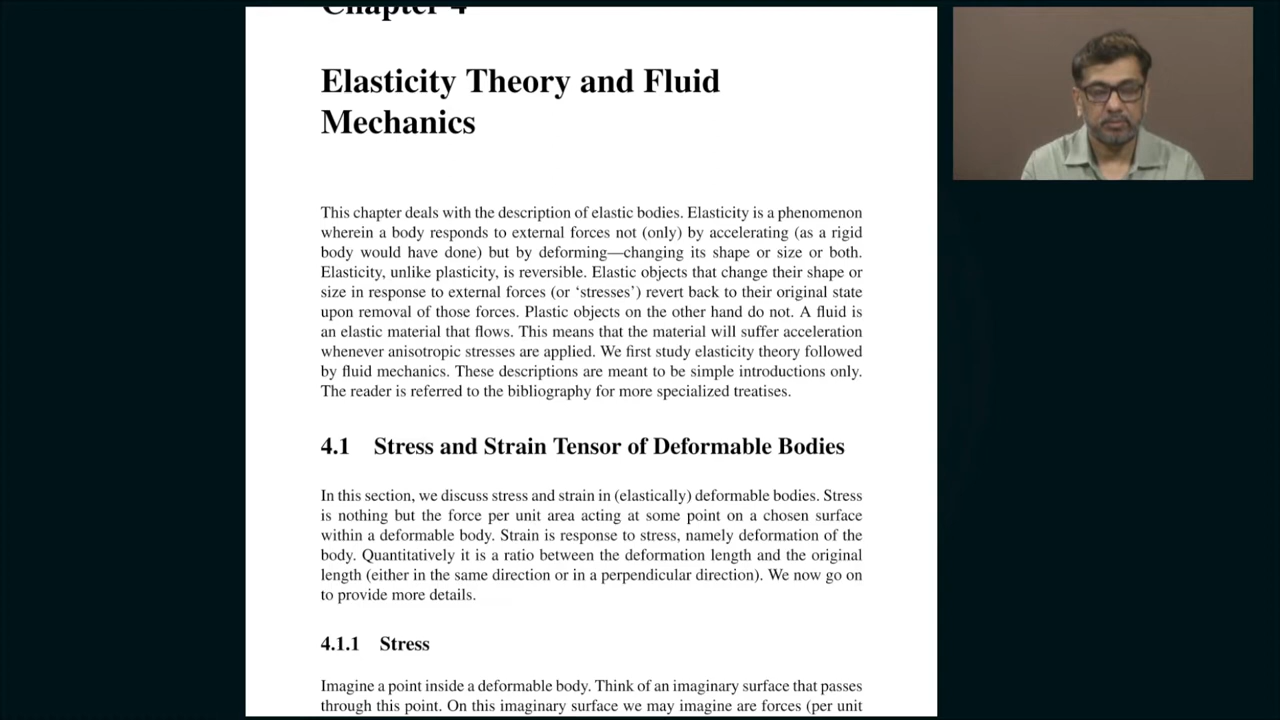 Chapter 4
Elasticity Theory and Fluid
Mechanics
This chapter deals with the description of elastic bodies. Elasticity is a phenomenon
wherein a body responds to external forces not (only) by accelerating (as a rigid
body would have done) but by deforming—changing its shape or size or both.
Elasticity, unlike plasticity, is reversible. Elastic objects that change their shape or
size in response to external forces (or ‘stresses’) revert back to their original state
upon removal of those forces. Plastic objects on the other hand do not. A fluid is
an elastic material that flows. This means that the material will suffer acceleration
whenever anisotropic stresses are applied. We first study elasticity theory followed
by fluid mechanics. These descriptions are meant to be simple introductions only.
The reader is referred to the bibliography for more specialized treatises.
4.1 Stress and Strain Tensor of Deformable Bodies
In this section, we discuss stress and strain in (elastically) deformable bodies. Stress
is nothing but the force per unit area acting at some point on a chosen surface
within a deformable body. Strain is response to stress, namely deformation of the
body. Quantitatively it is a ratio between the deformation length and the original
length (either in the same direction or in a perpendicular direction). We now go on
to provide more details.
4.1.1 Stress
Imagine a point inside a deformable body. Think of an imaginary surface that passes
through this point. On this imaginary surface we may imagine are forces (per unit